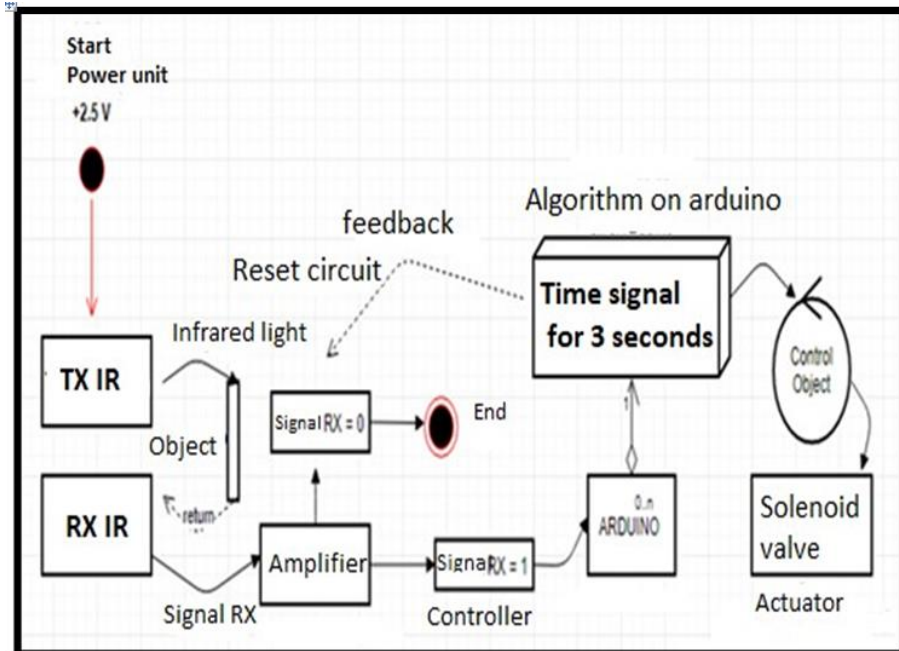 Start
Power unit
+2.5 V
Algorithm on arduino
feedback
Reset circuit
Time signal
for 3 seconds
Infrared light
TX IR
Control
Object
Signal RX = 0
End
Object
return
RX IR
Amplifier
Signal RX = 1
0..n
ARDUINO
1
Solenoid
valve
Signal RX
Controller
Actuator